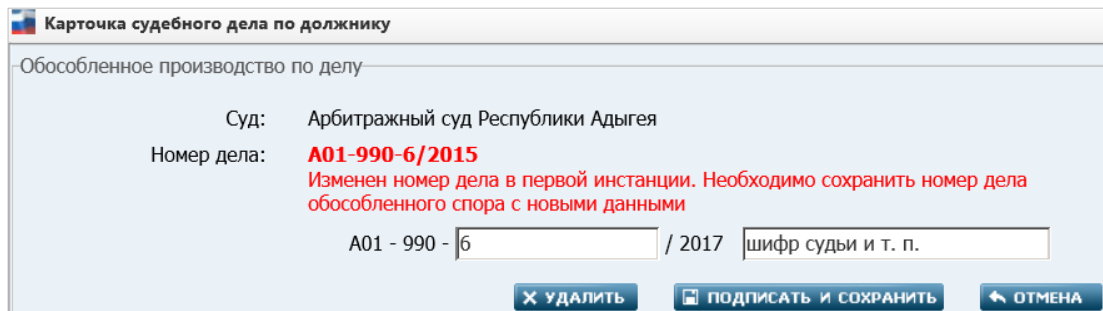 Карточка судебного дела по должнику
Обособленное производство по делу
Суд: Арбитражный суд Республики Адыгея
Номер дела: А01-990-6/2015
Изменен номер дела в первой инстанции. Необходимо сохранить номер дела
обособленного спора с новыми данными
А01 - 990 - 6 / 2017 шифр судьи и т. п.
УДАЛИТЬ ПОДПИСАТЬ И СОХРАНИТЬ ОТМЕНА